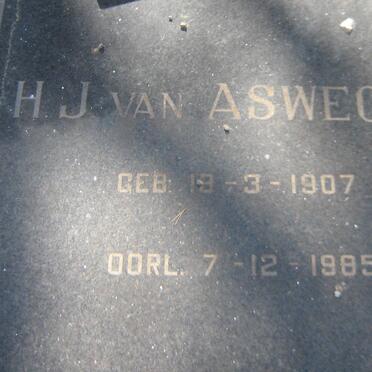 H J VAN ASWEG
GEB. 19-3-1907
OORL. 7-12-1985